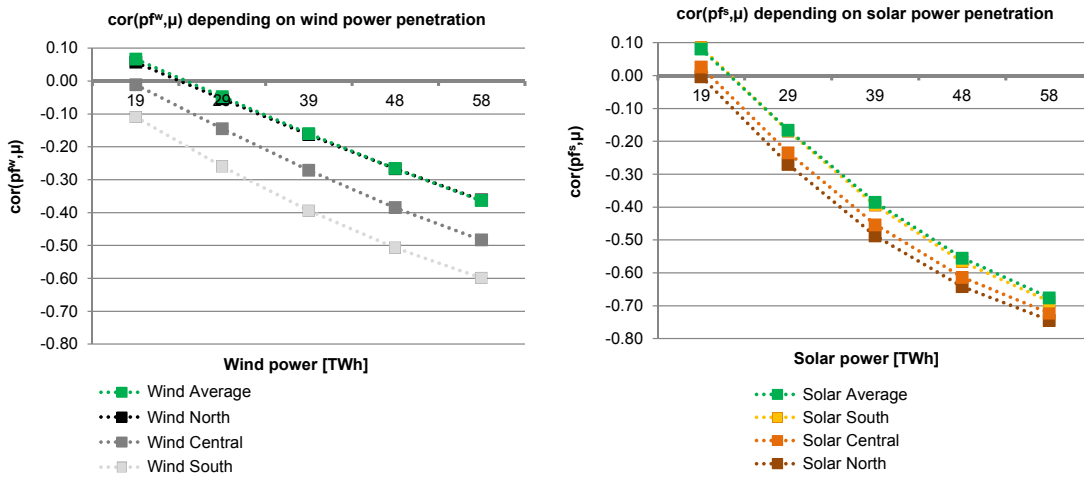 cor(pfʷ,μ) depending on wind power penetration
0.10
0.00
-0.10
-0.20
-0.30
-0.40
-0.50
-0.60
-0.70
-0.80
19 29 39 48 58
cor(pfʷ,μ)
Wind power [TWh]
Wind Average
Wind North
Wind Central
Wind South
cor(pfˢ,μ) depending on solar power penetration
0.10
0.00
-0.10
-0.20
-0.30
-0.40
-0.50
-0.60
-0.70
-0.80
19 29 39 48 58
cor(pfˢ,μ)
Solar power [TWh]
Solar Average
Solar South
Solar Central
Solar North